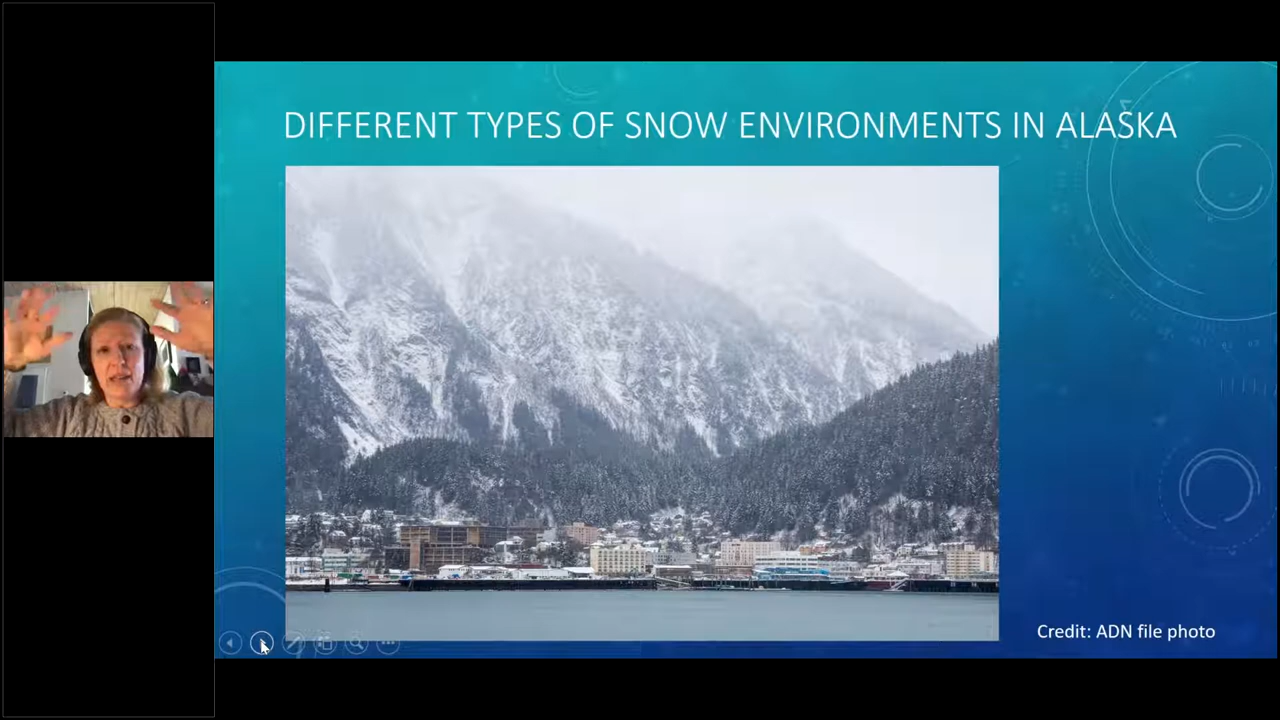 DIFFERENT TYPES OF SNOW ENVIRONMENTS IN ALASKA
Credit: ADN file photo